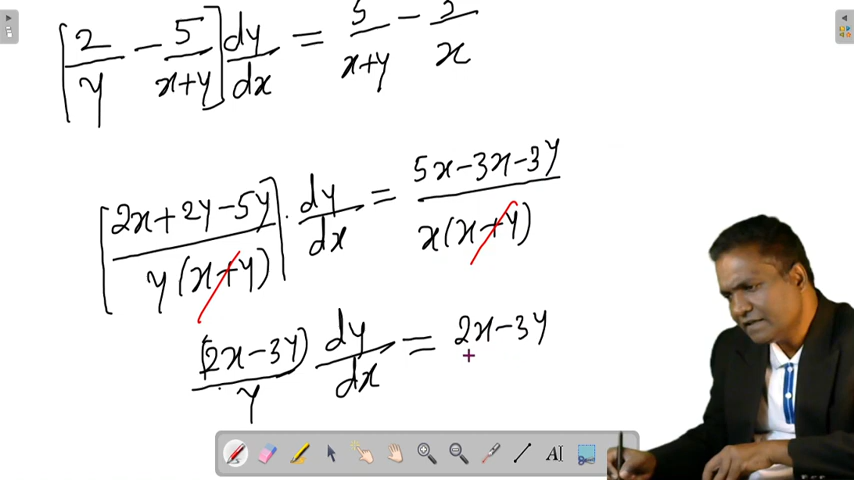 [2/y - 5/(x+y)] dy/dx = 5/(x+y) - 3/x
[(2x+2y-5y)/(y(x+y))] · dy/dx = (5x-3x-3y)/(x(x+y))
(2x-3y)/y dy/dx = 2x-3y
AI